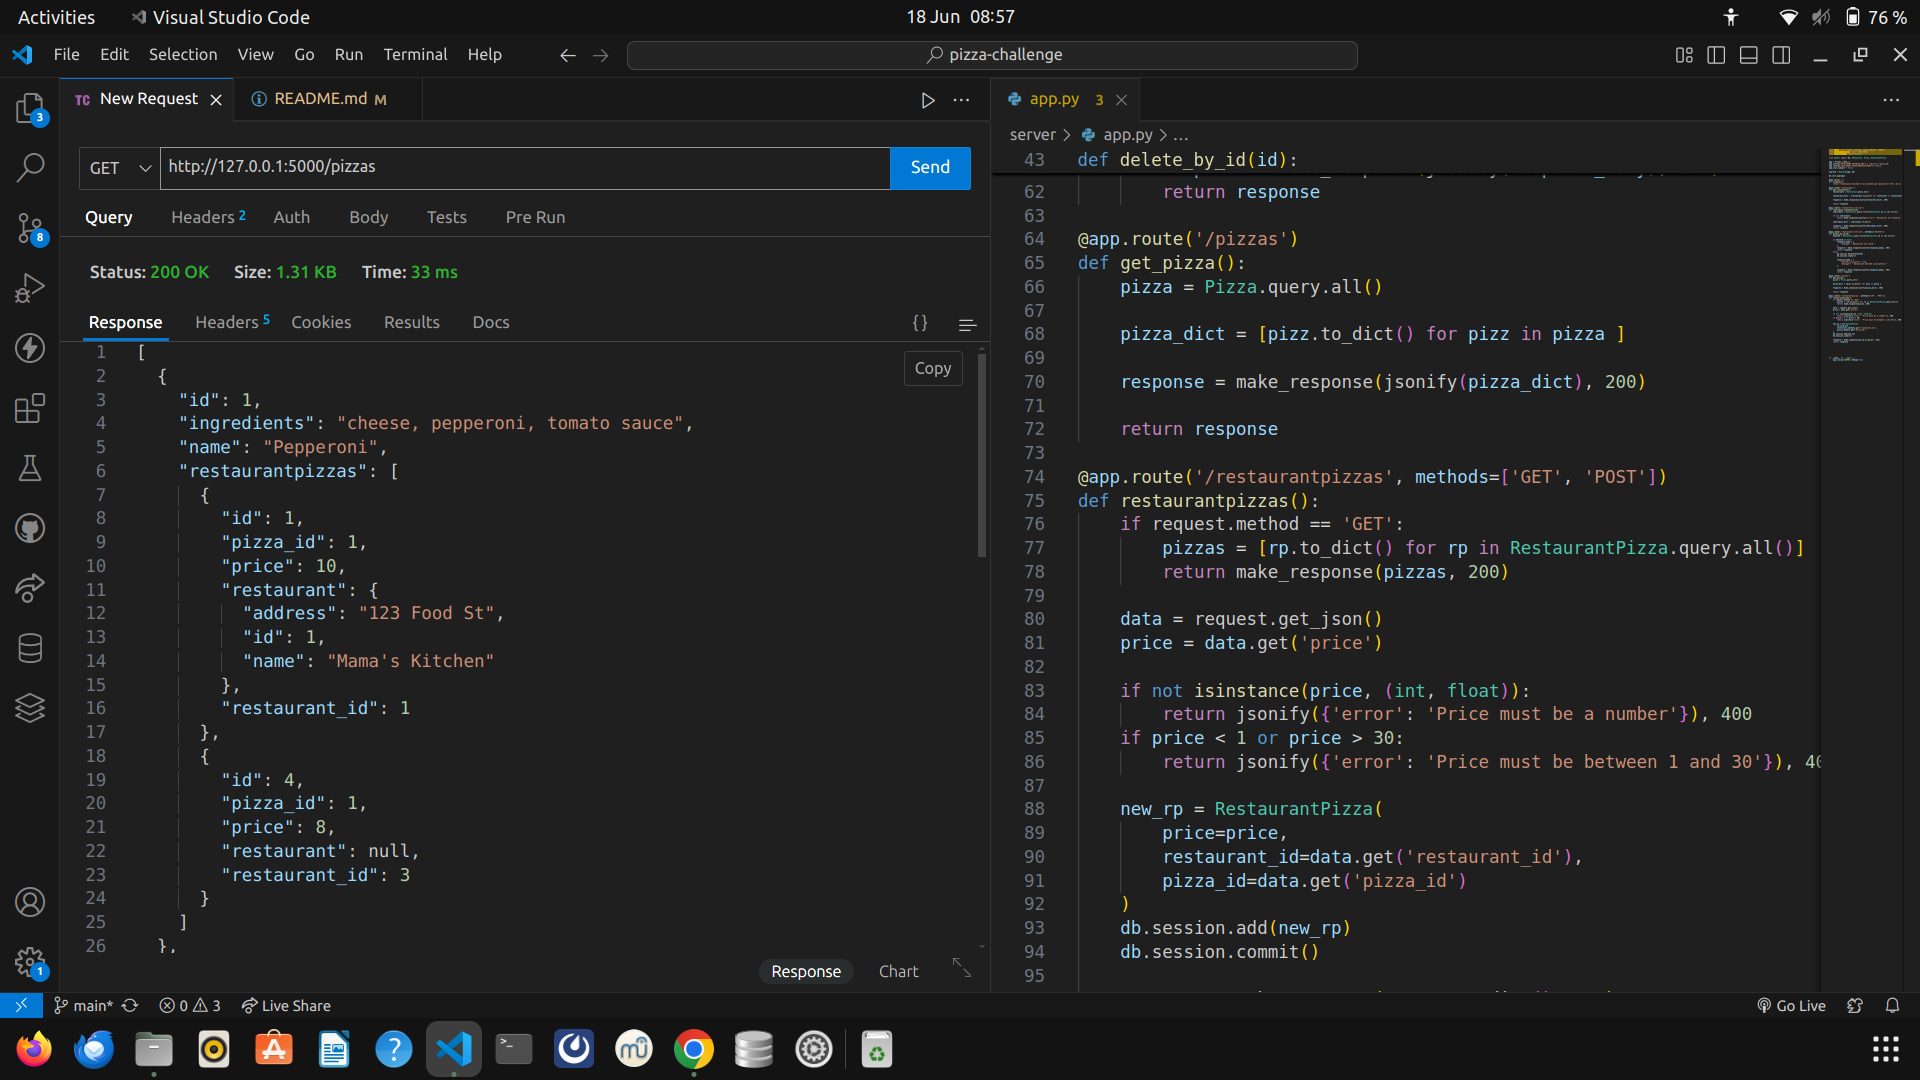 Activities
Visual Studio Code
18 Jun 08:57
76 %
File Edit Selection View Go Run Terminal Help
pizza-challenge
TC New Request
README.md M
app.py 3
server > app.py > ...
GET
http://127.0.0.1:5000/pizzas
Send
Query Headers 2 Auth Body Tests Pre Run
Status: 200 OK Size: 1.31 KB Time: 33 ms
Response Headers 5 Cookies Results Docs
{}
Copy
1 [
2 {
3 "id": 1,
4 "ingredients": "cheese, pepperoni, tomato sauce",
5 "name": "Pepperoni",
6 "restaurantpizzas": [
7 {
8 "id": 1,
9 "pizza_id": 1,
10 "price": 10,
11 "restaurant": {
12 "address": "123 Food St",
13 "id": 1,
14 "name": "Mama's Kitchen"
15 },
16 "restaurant_id": 1
17 },
18 {
19 "id": 4,
20 "pizza_id": 1,
21 "price": 8,
22 "restaurant": null,
23 "restaurant_id": 3
24 }
25 ]
26 },
Response Chart
43 def delete_by_id(id):
62 return response
63
64 @app.route('/pizzas')
65 def get_pizza():
66 pizza = Pizza.query.all()
67
68 pizza_dict = [pizz.to_dict() for pizz in pizza ]
69
70 response = make_response(jsonify(pizza_dict), 200)
71
72 return response
73
74 @app.route('/restaurantpizzas', methods=['GET', 'POST'])
75 def restaurantpizzas():
76 if request.method == 'GET':
77 pizzas = [rp.to_dict() for rp in RestaurantPizza.query.all()]
78 return make_response(pizzas, 200)
79
80 data = request.get_json()
81 price = data.get('price')
82
83 if not isinstance(price, (int, float)):
84 return jsonify({'error': 'Price must be a number'}), 400
85 if price < 1 or price > 30:
86 return jsonify({'error': 'Price must be between 1 and 30'}), 40
87
88 new_rp = RestaurantPizza(
89 price=price,
90 restaurant_id=data.get('restaurant_id'),
91 pizza_id=data.get('pizza_id')
92 )
93 db.session.add(new_rp)
94 db.session.commit()
95
3
8
1
main* 0 3 Live Share
Go Live